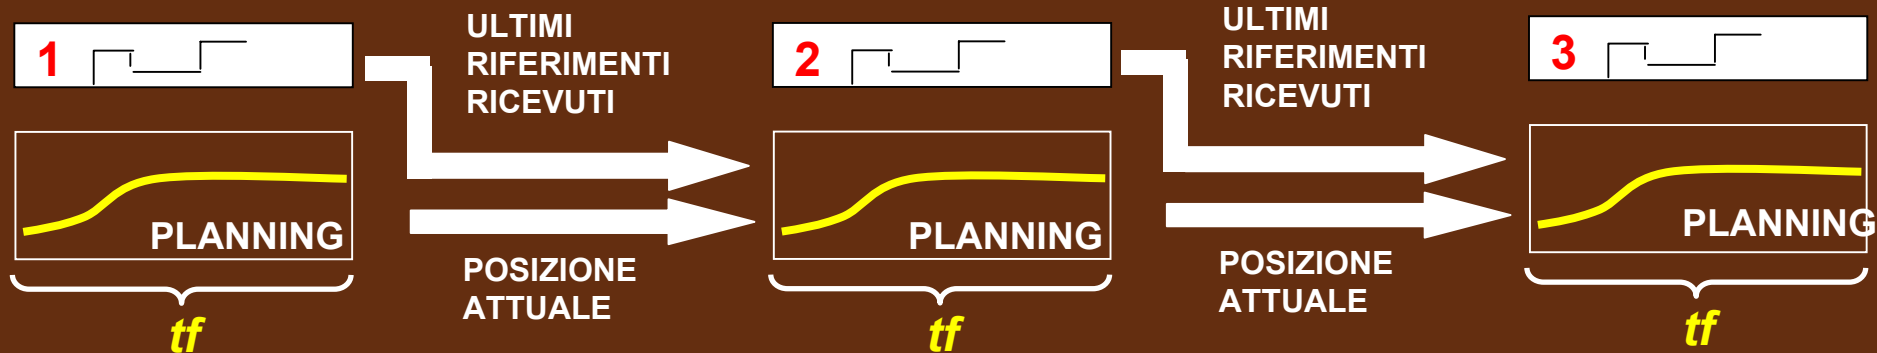 1
PLANNING
tf
ULTIMI
RIFERIMENTI
RICEVUTI
POSIZIONE
ATTUALE
2
PLANNING
tf
ULTIMI
RIFERIMENTI
RICEVUTI
POSIZIONE
ATTUALE
3
PLANNING
tf